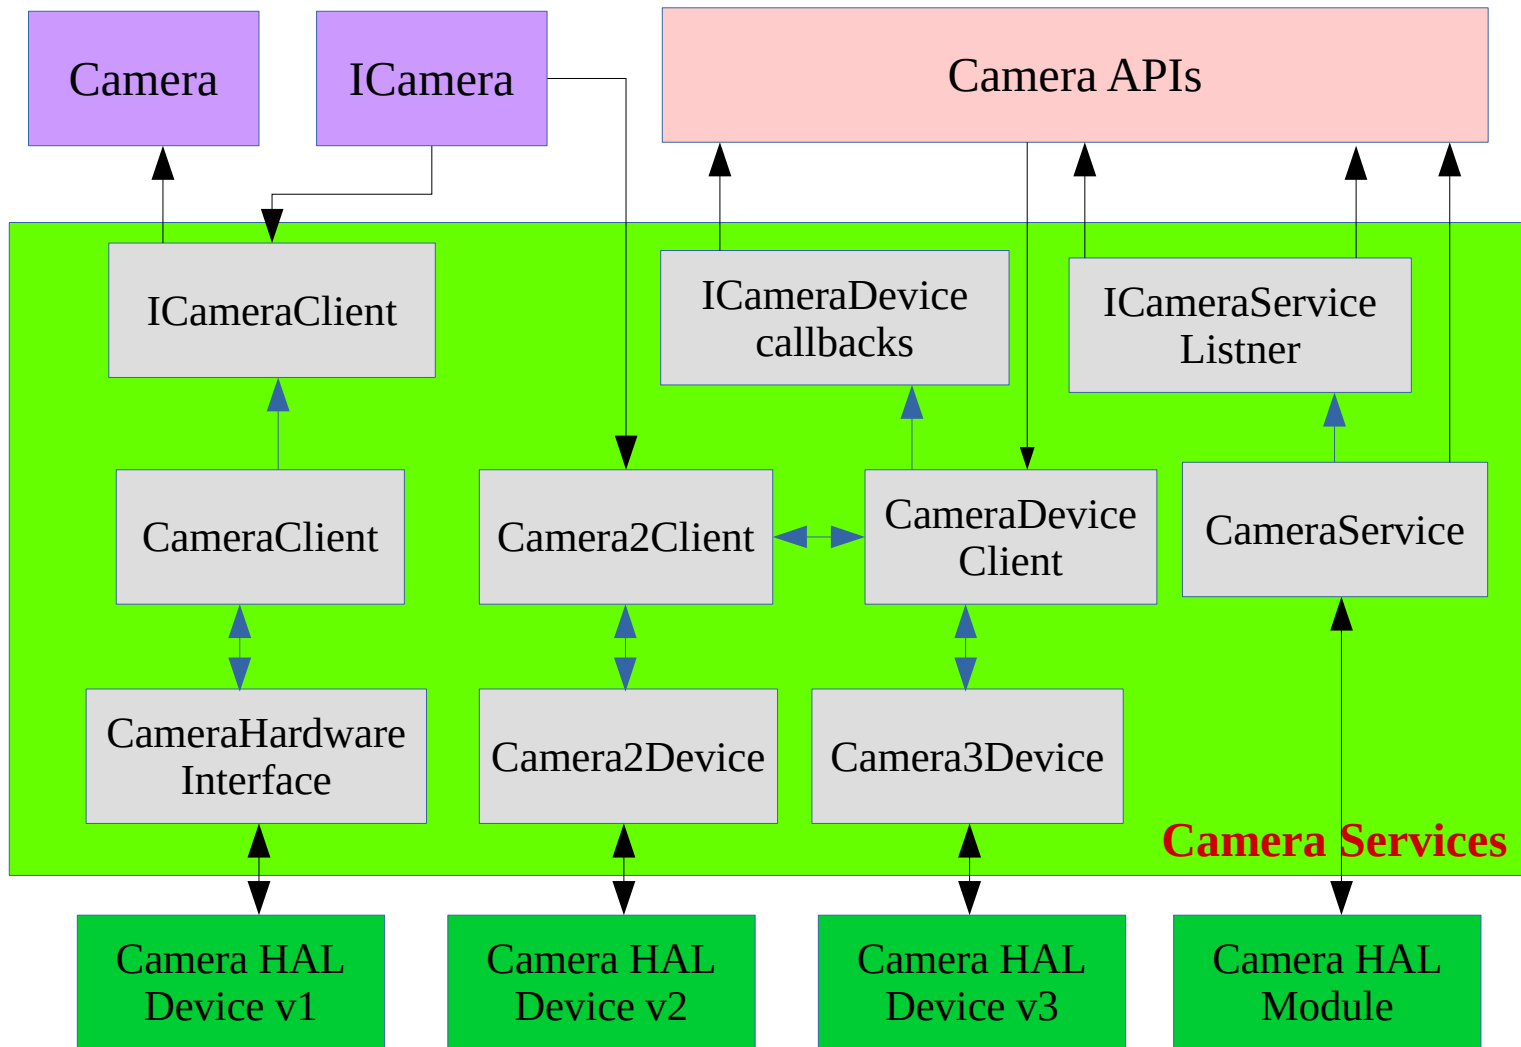 Camera
ICamera
Camera APIs
ICameraClient
ICameraDevice
callbacks
ICameraService
Listner
CameraClient
Camera2Client
CameraDevice
Client
CameraService
CameraHardware
Interface
Camera2Device
Camera3Device
Camera Services
Camera HAL
Device v1
Camera HAL
Device v2
Camera HAL
Device v3
Camera HAL
Module